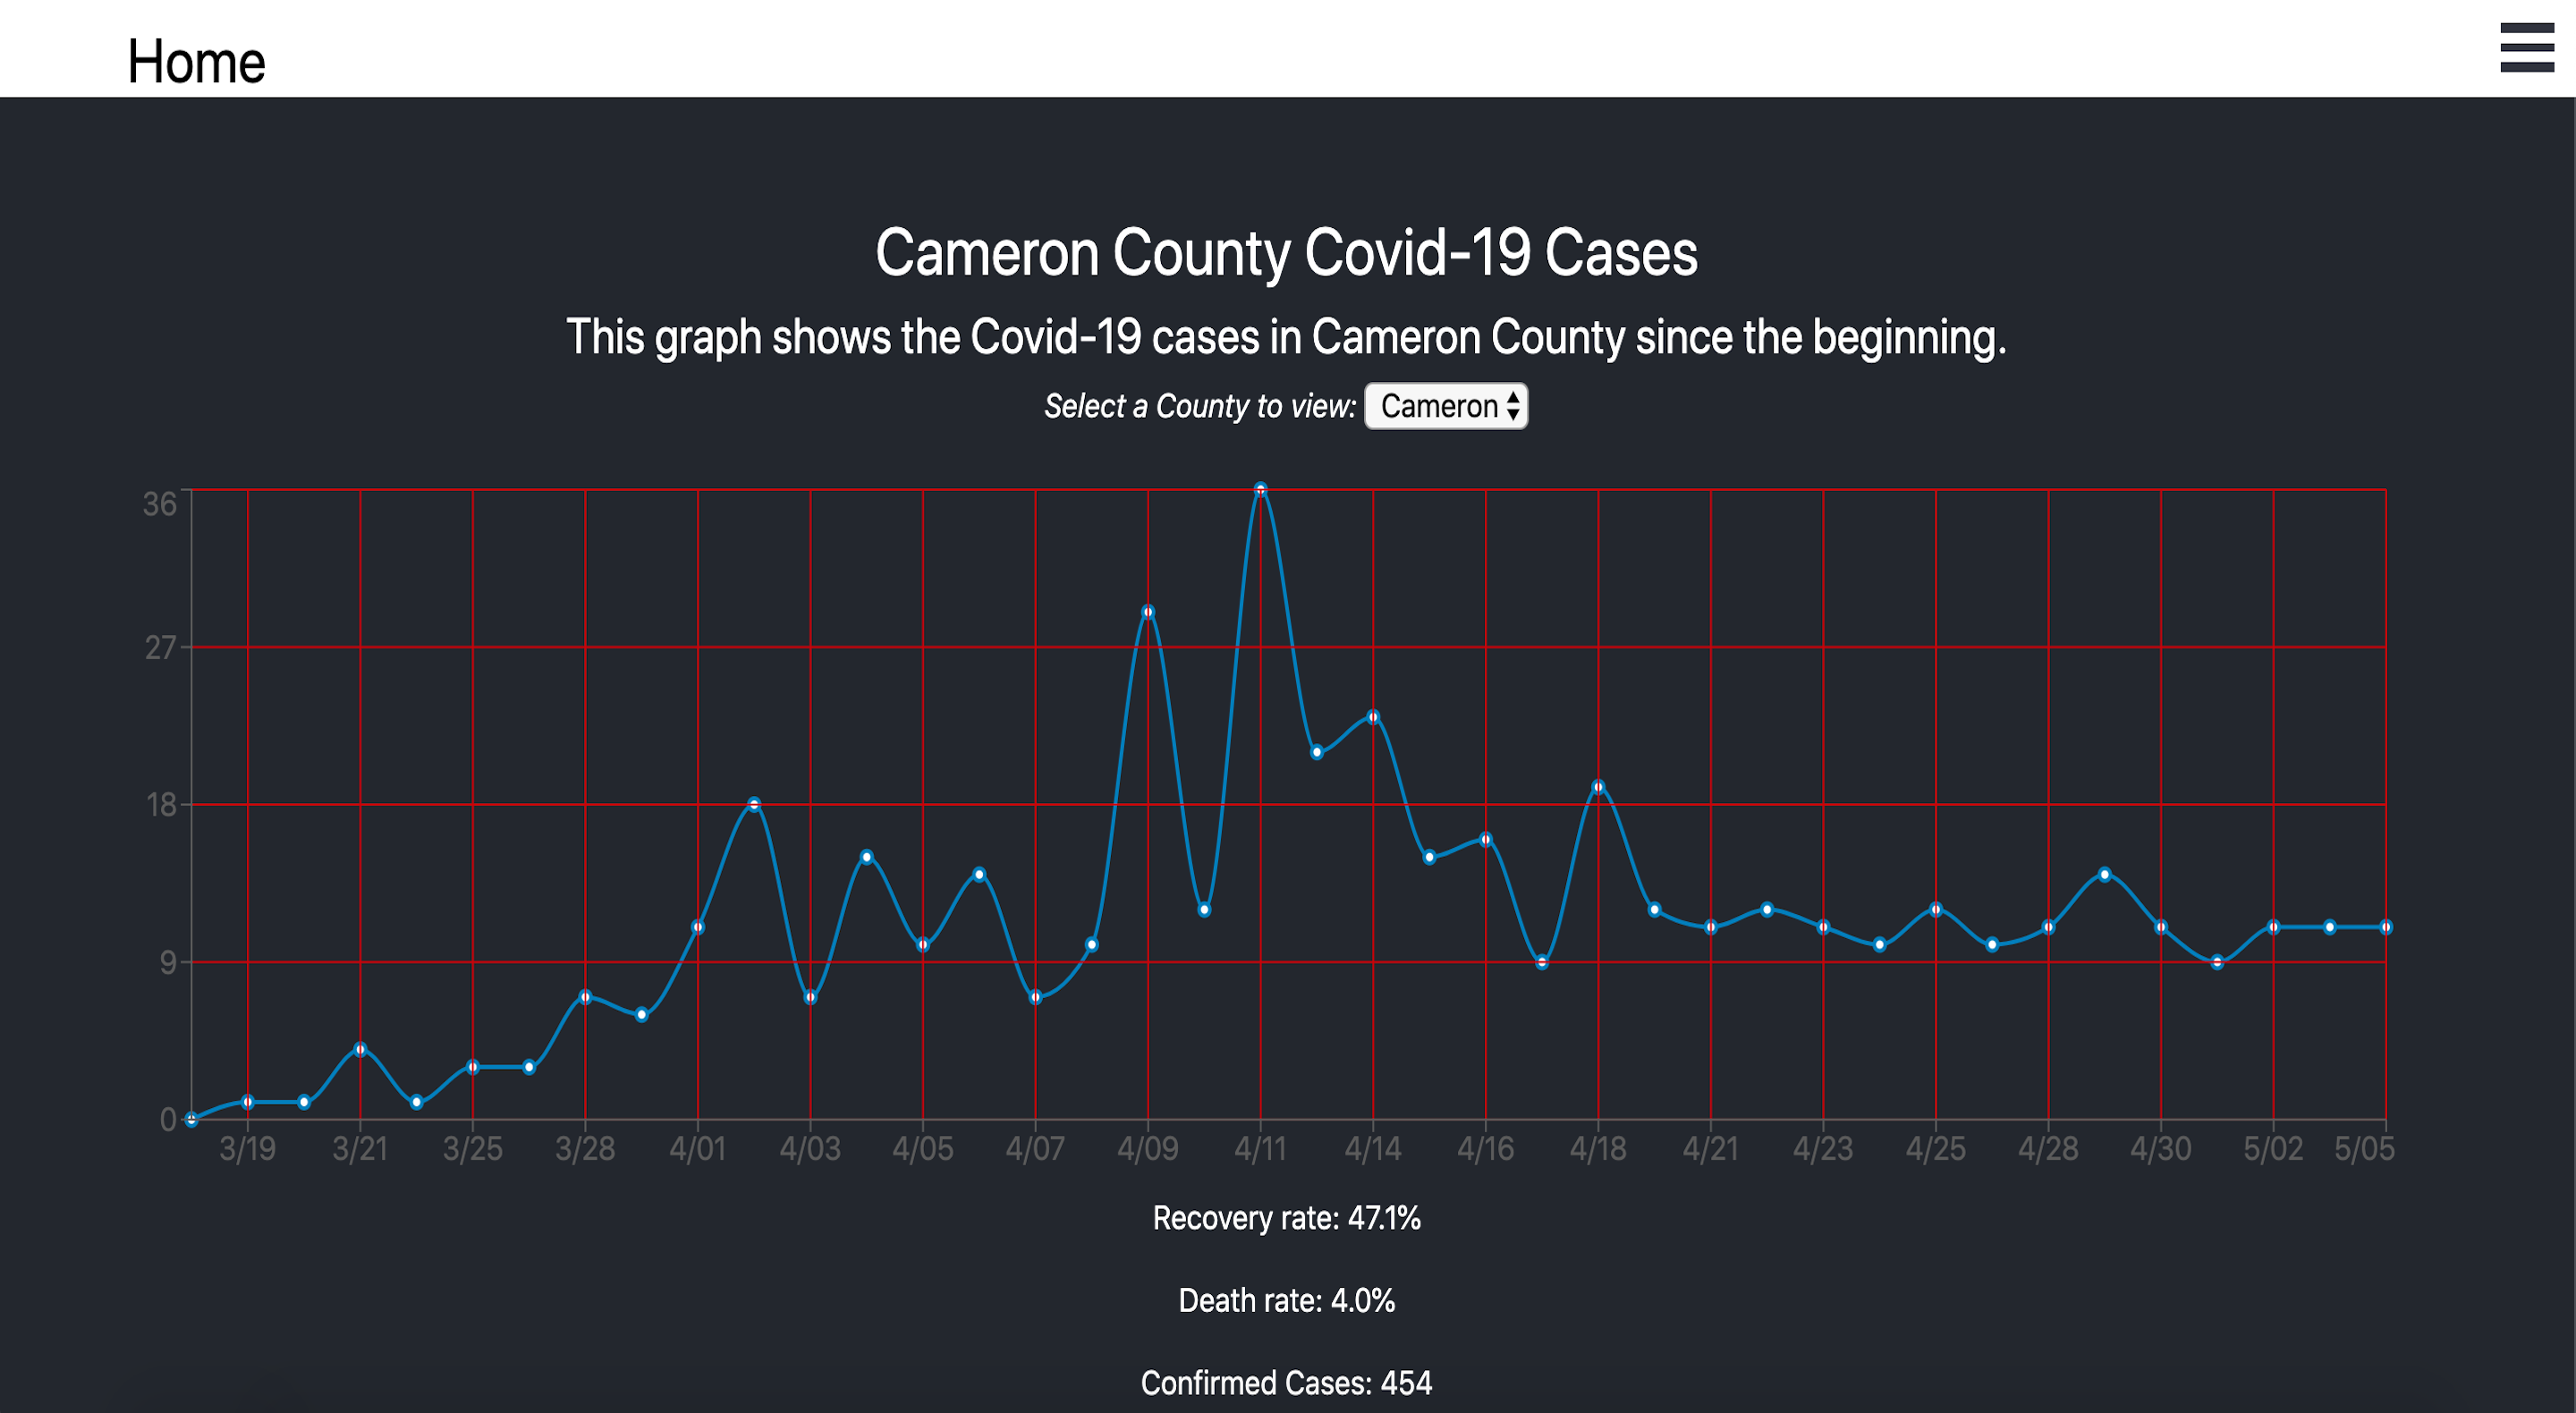 Home
Cameron County Covid-19 Cases
This graph shows the Covid-19 cases in Cameron County since the beginning.
Select a County to view: Cameron
36
27
18
9
0
3/19 3/21 3/25 3/28 4/01 4/03 4/05 4/07 4/09 4/11 4/14 4/16 4/18 4/21 4/23 4/25 4/28 4/30 5/02 5/05
Recovery rate: 47.1%
Death rate: 4.0%
Confirmed Cases: 454